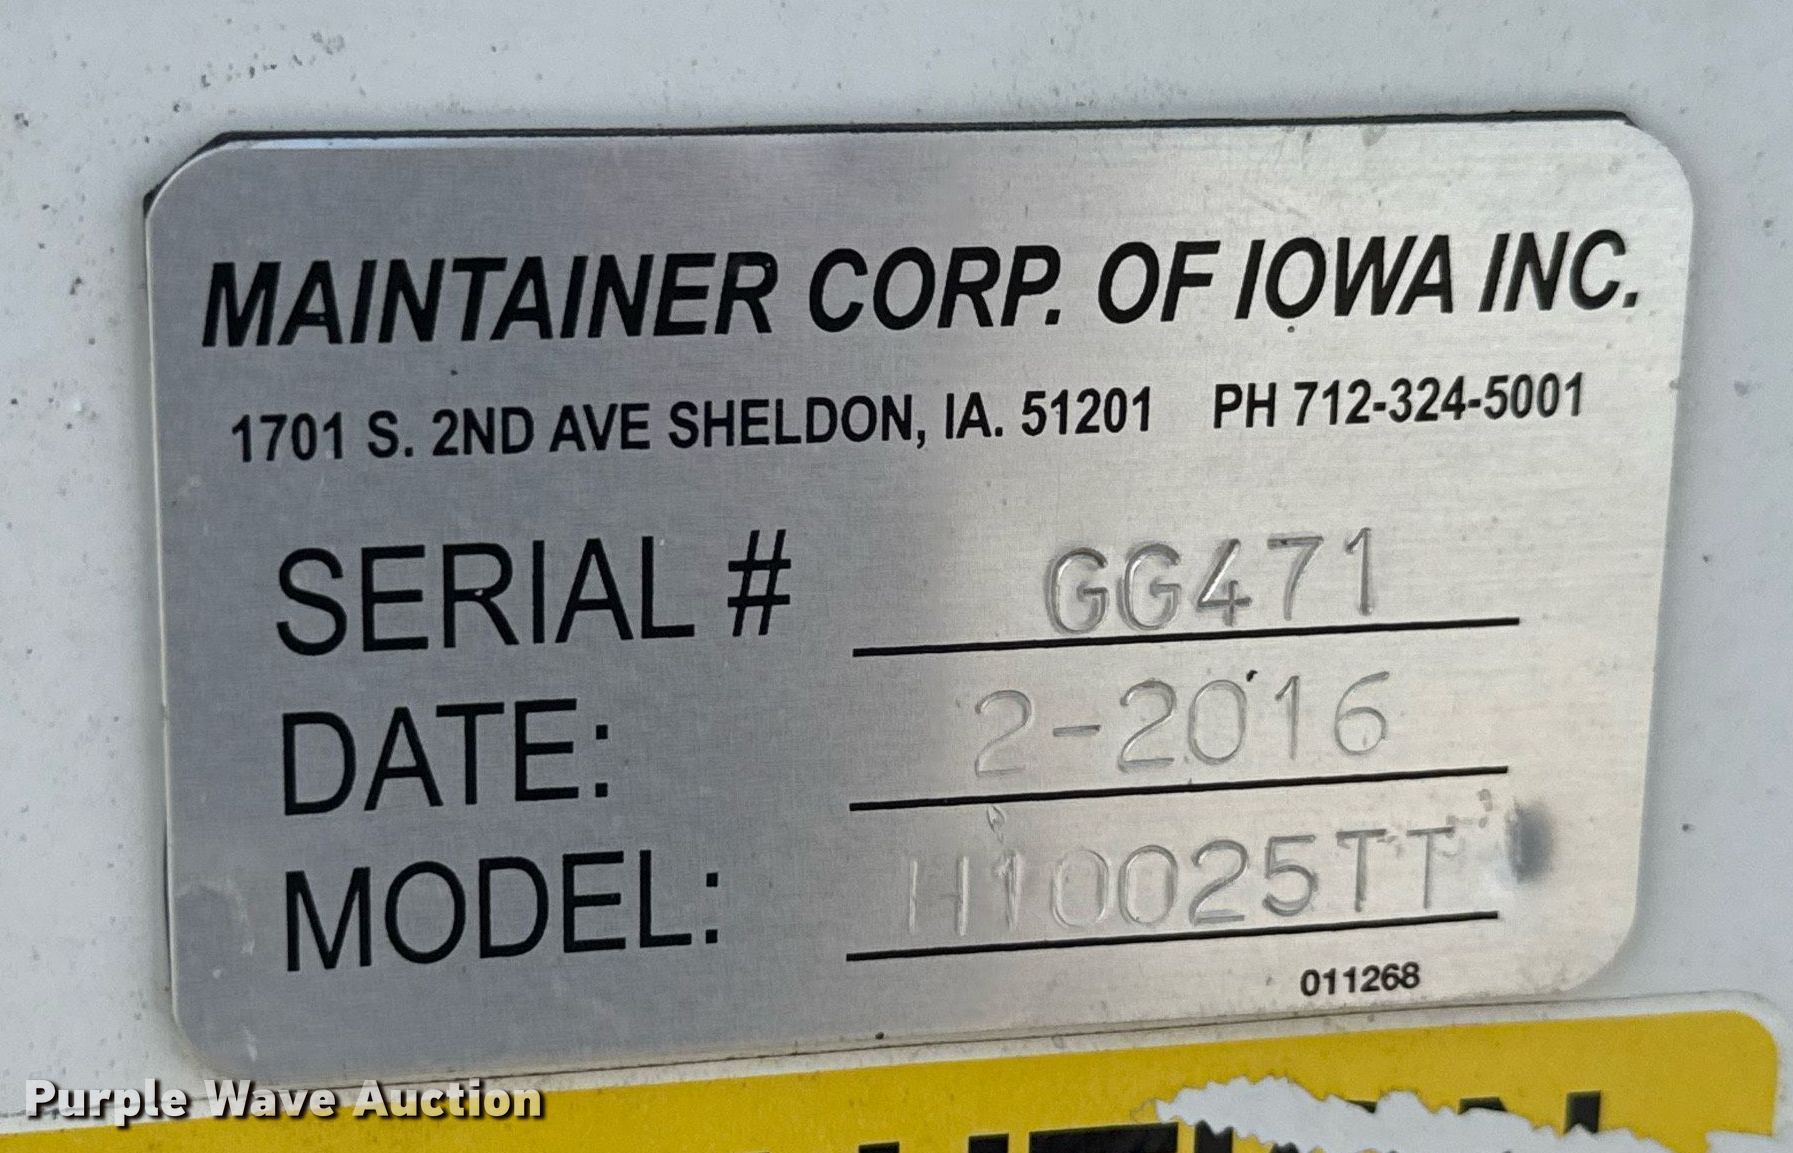 MAINTAINER CORP. OF IOWA INC.
1701 S. 2ND AVE SHELDON, IA. 51201 PH 712-324-5001
SERIAL # GG471
DATE: 2-2016
MODEL: H10025TT
011268
Purple Wave Auction